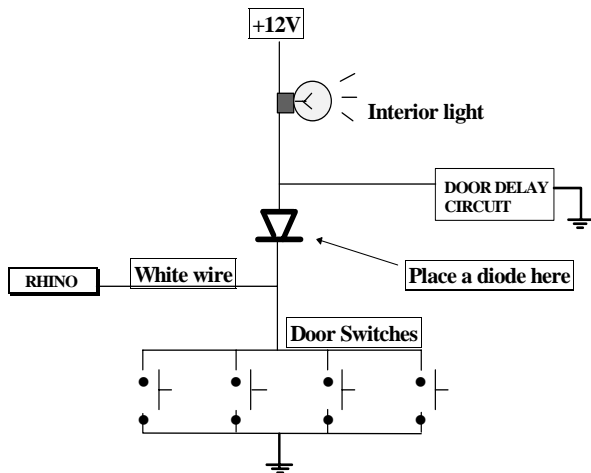 +12V
Interior light
DOOR DELAY
CIRCUIT
Place a diode here
White wire
RHINO
Door Switches